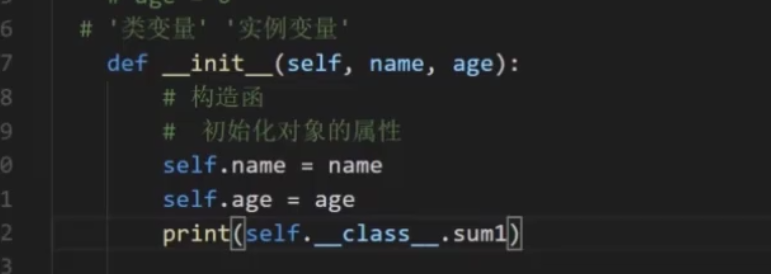 6 # '类变量' '实例变量'
7 def __init__(self, name, age):
8 # 构造函
9 # 初始化对象的属性
0 self.name = name
1 self.age = age
2 print(self.__class__.sum1)
3